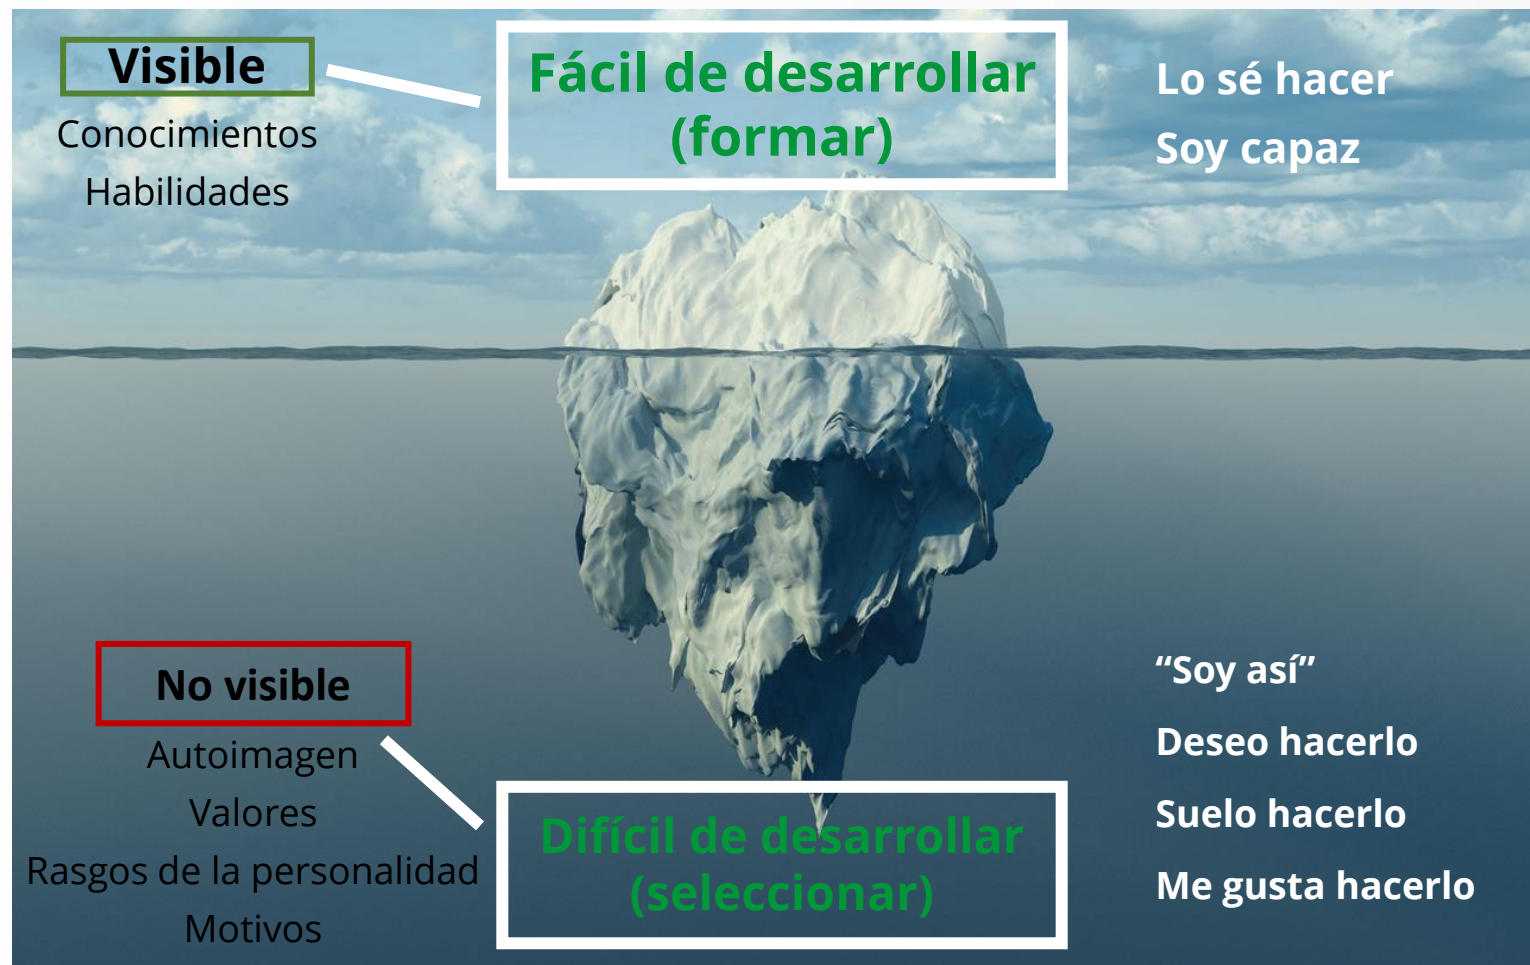 Visible
Conocimientos
Habilidades
Fácil de desarrollar
(formar)
Lo sé hacer
Soy capaz
No visible
Autoimagen
Valores
Rasgos de la personalidad
Motivos
Difícil de desarrollar
(seleccionar)
“Soy así”
Deseo hacerlo
Suelo hacerlo
Me gusta hacerlo